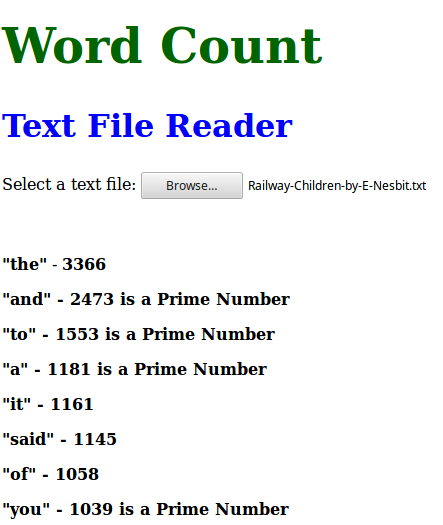 Word Count
Text File Reader
Select a text file: Browse... Railway-Children-by-E-Nesbit.txt
"the" - 3366
"and" - 2473 is a Prime Number
"to" - 1553 is a Prime Number
"a" - 1181 is a Prime Number
"it" - 1161
"said" - 1145
"of" - 1058
"you" - 1039 is a Prime Number